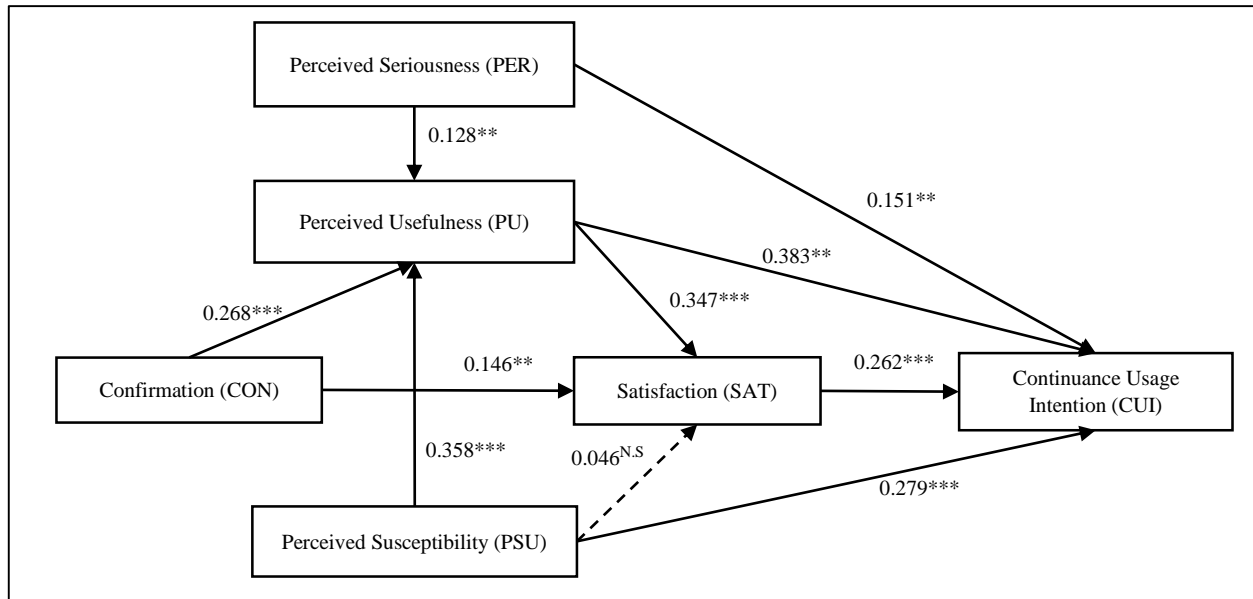 Perceived Seriousness (PER)
0.128**
0.151**
Perceived Usefulness (PU)
0.383**
0.268***
0.347***
Confirmation (CON)
0.146**
Satisfaction (SAT)
0.262***
Continuance Usage
Intention (CUI)
0.358***
0.046N.S
0.279***
Perceived Susceptibility (PSU)